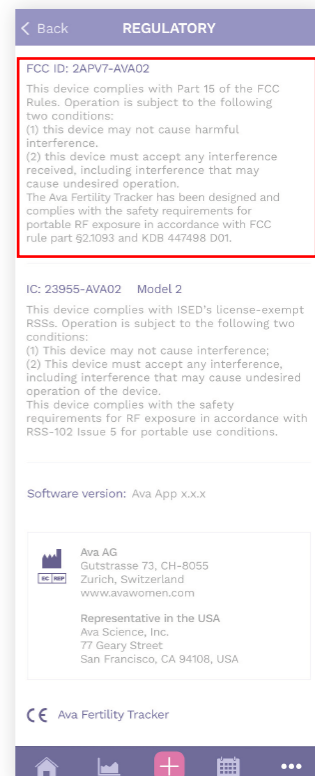 Back
REGULATORY
FCC ID: 2APV7-AVA02
This device complies with Part 15 of the FCC
Rules. Operation is subject to the following
two conditions:
(1) this device may not cause harmful
interference.
(2) this device must accept any interference
received, including interference that may
cause undesired operation.
The Ava Fertility Tracker has been designed and
complies with the safety requirements for
portable RF exposure in accordance with FCC
rule part §2.1093 and KDB 447498 D01.
IC: 23955-AVA02 Model 2
This device complies with ISED's license-exempt
RSSs. Operation is subject to the following two
conditions:
(1) This device may not cause interference;
(2) This device must accept any interference,
including interference that may cause undesired
operation of the device.
This device complies with the safety
requirements for RF exposure in accordance with
RSS-102 Issue 5 for portable use conditions.
Software version: Ava App x.x.x
EC REP
Ava AG
Gutstrasse 73, CH-8055
Zurich, Switzerland
www.avawomen.com
Representative in the USA
Ava Science, Inc.
77 Geary Street
San Francisco, CA 94108, USA
CE Ava Fertility Tracker